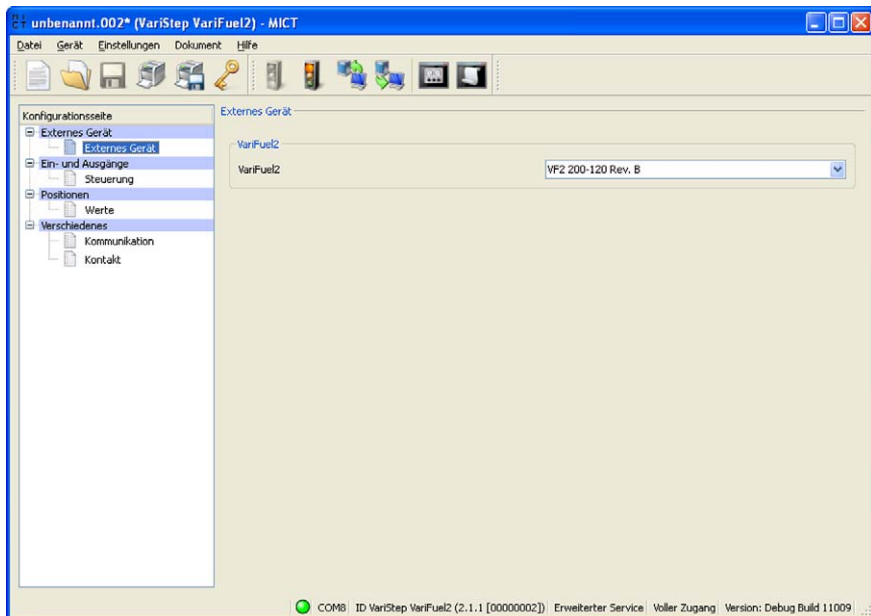 unbenannt.002* (VariStep VariFuel2) - MICT
Datei Gerät Einstellungen Dokument Hilfe
Konfigurationsseite
Externes Gerät
Externes Gerät
Ein- und Ausgänge
Steuerung
Positionen
Werte
Verschiedenes
Kommunikation
Kontakt
Externes Gerät
VariFuel2
VariFuel2 VF2 200-120 Rev. B
COM8 ID VariStep VariFuel2 (2.1.1 [00000002]) Erweiterter Service Voller Zugang Version: Debug Build 11009